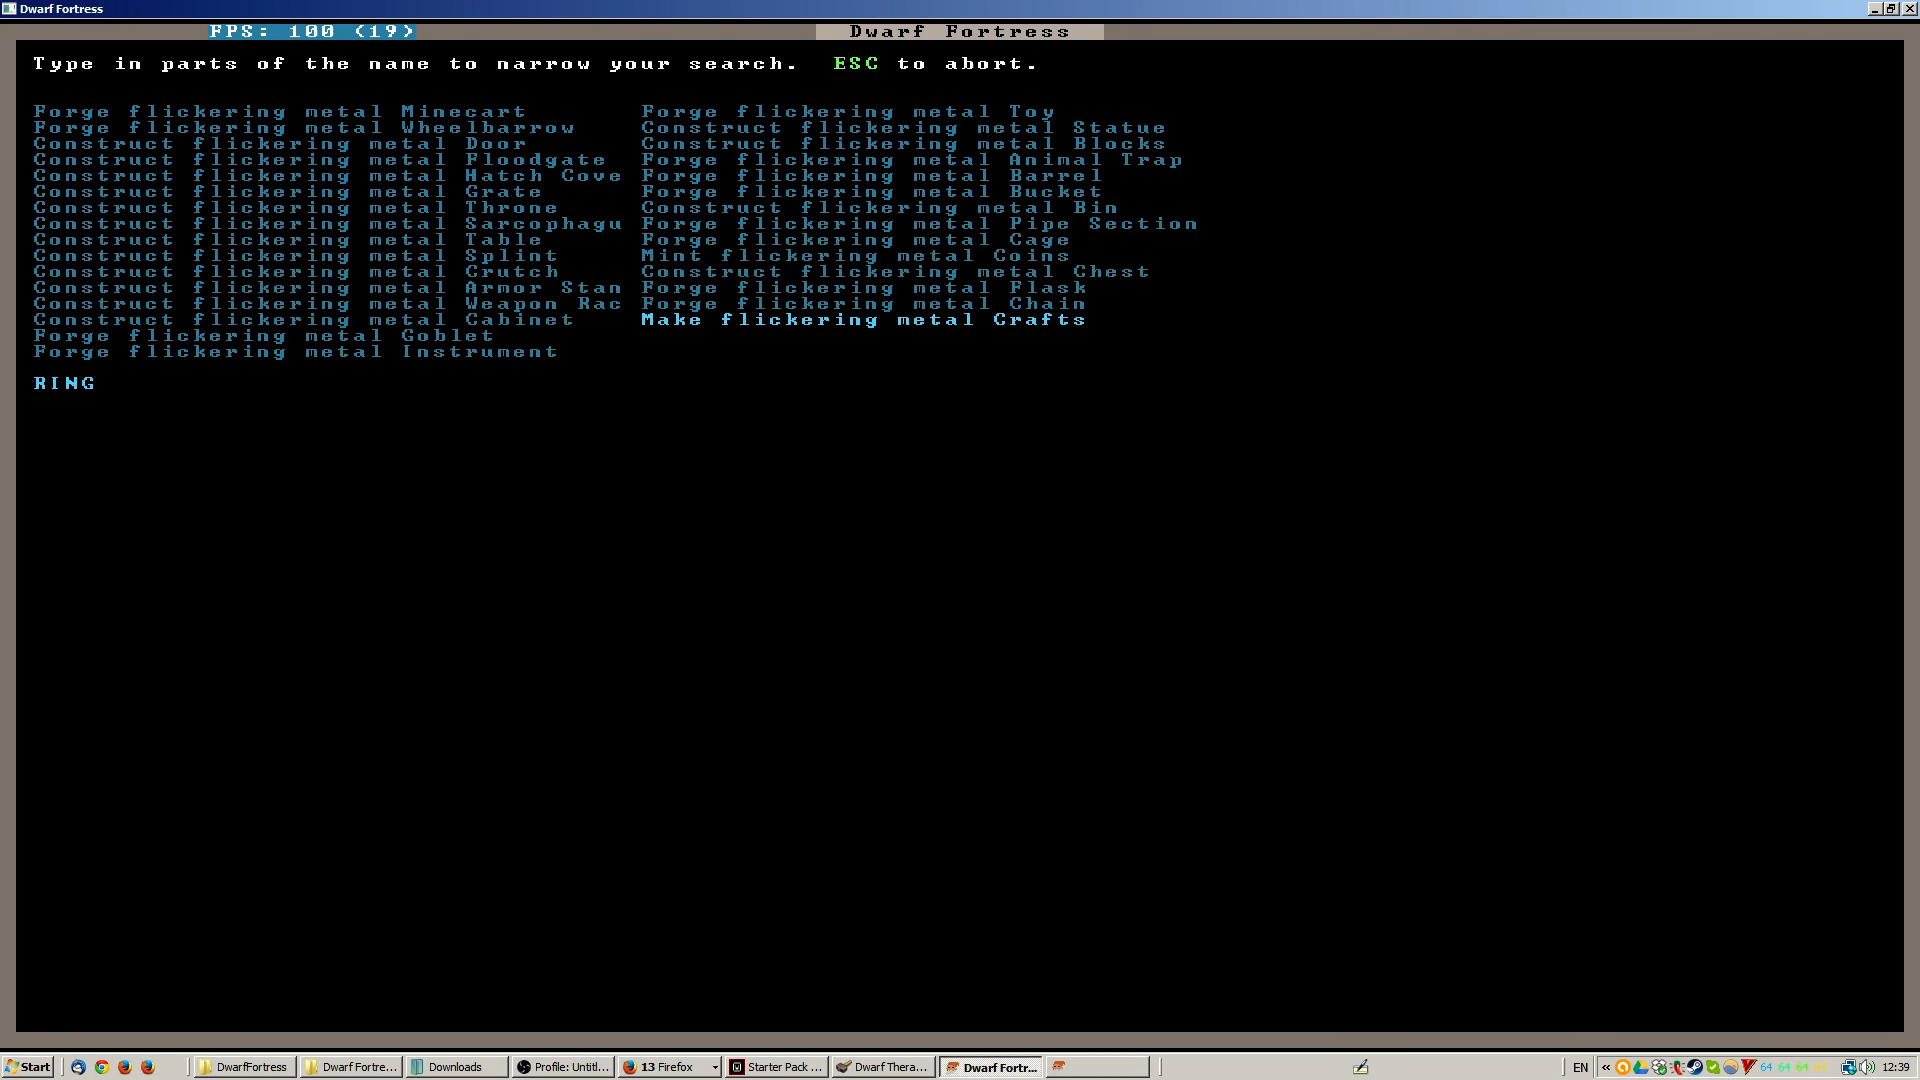 Dwarf Fortress
FPS: 100 (19)
Dwarf Fortress
Type in parts of the name to narrow your search. ESC to abort.
Forge flickering metal Minecart
Forge flickering metal Wheelbarrow
Construct flickering metal Door
Construct flickering metal Floodgate
Construct flickering metal Hatch Cove
Construct flickering metal Grate
Construct flickering metal Throne
Construct flickering metal Sarcophagu
Construct flickering metal Table
Construct flickering metal Splint
Construct flickering metal Crutch
Construct flickering metal Armor Stan
Construct flickering metal Weapon Rac
Construct flickering metal Cabinet
Forge flickering metal Goblet
Forge flickering metal Instrument
Forge flickering metal Toy
Construct flickering metal Statue
Construct flickering metal Blocks
Forge flickering metal Animal Trap
Forge flickering metal Barrel
Forge flickering metal Bucket
Construct flickering metal Bin
Forge flickering metal Pipe Section
Forge flickering metal Cage
Mint flickering metal Coins
Construct flickering metal Chest
Forge flickering metal Flask
Forge flickering metal Chain
Make flickering metal Crafts
RING
Start
DwarfFortress
Dwarf Fortre...
Downloads
Profile: Untitl...
13 Firefox
Starter Pack ...
Dwarf Thera...
Dwarf Fortr...
EN
64 64 64
12:39